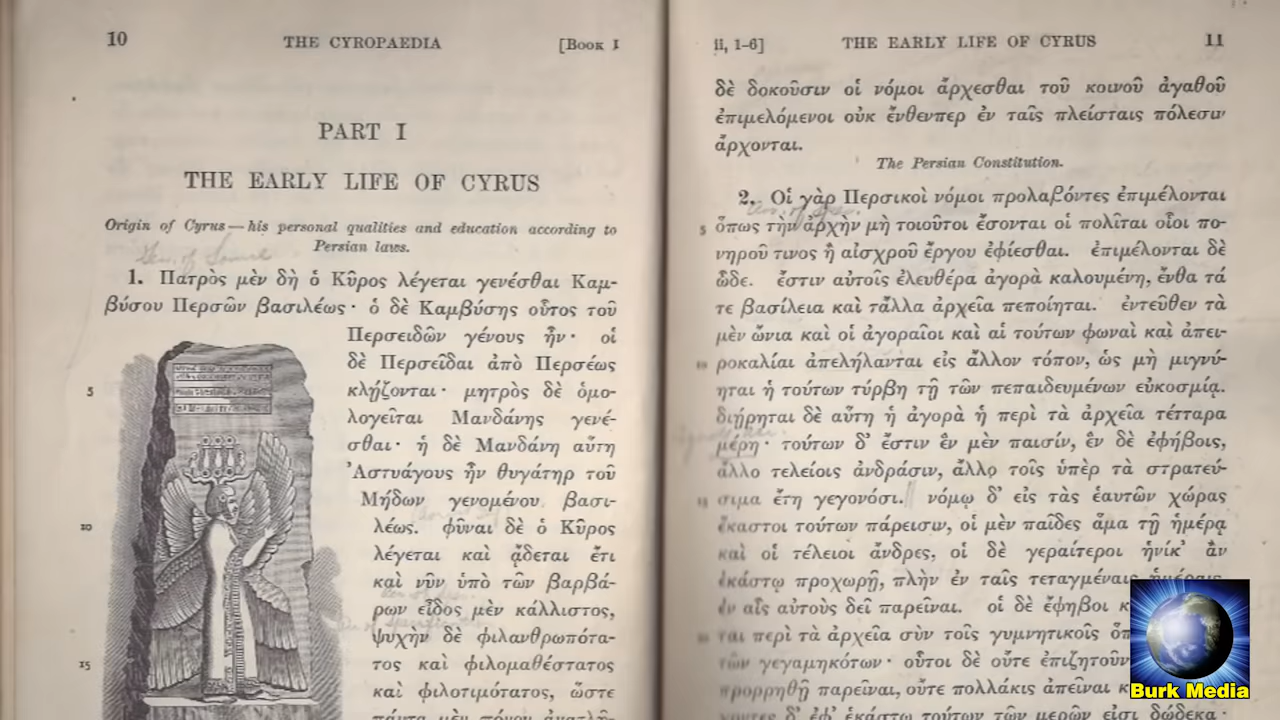 10 THE CYROPAEDIA [BOOK I
PART I
THE EARLY LIFE OF CYRUS
Origin of Cyrus — his personal qualities and education according to
Persian laws.
Gen. of Source
1. Πατρὸς μὲν δὴ ὁ Κῦρος λέγεται γενέσθαι Καμ-
βύσου Περσῶν βασιλέως· ὁ δὲ Καμβύσης οὗτος τοῦ
Περσειδῶν γένους ἦν· οἱ
δὲ Περσεῖδαι ἀπὸ Περσέως
5 κλῄζονται· μητρὸς δὲ ὁμο-
λογεῖται Μανδάνης γενέ-
σθαι· ἡ δὲ Μανδάνη αὕτη
Ἀστυάγους ἦν θυγάτηρ τοῦ
Μήδων γενομένου βασι-
10 λέως. φῦναι δὲ ὁ Κῦρος
λέγεται καὶ ᾄδεται ἔτι
καὶ νῦν ὑπὸ τῶν βαρβά-
ρων εἶδος μὲν κάλλιστος,
ψυχὴν δὲ φιλανθρωπότα-
15 τος καὶ φιλομαθέστατος
καὶ φιλοτιμότατος, ὥστε
πάντα μὲν πόνον ἀνατλῆ-
ii, 1–6] THE EARLY LIFE OF CYRUS 11
δὲ δοκοῦσιν οἱ νόμοι ἄρχεσθαι τοῦ κοινοῦ ἀγαθοῦ
ἐπιμελόμενοι οὐκ ἔνθενπερ ἐν ταῖς πλείσταις πόλεσιν
ἄρχονται.
The Persian Constitution.
2. Οἱ γὰρ Περσικοὶ νόμοι προλαβόντες ἐπιμέλονται
5 ὅπως τὴν ἀρχὴν μὴ τοιοῦτοι ἔσονται οἱ πολῖται οἷοι πο-
νηροῦ τινος ἢ αἰσχροῦ ἔργου ἐφίεσθαι. ἐπιμέλονται δὲ
ὧδε. ἔστιν αὐτοῖς ἐλευθέρα ἀγορὰ καλουμένη, ἔνθα τά
τε βασίλεια καὶ τἆλλα ἀρχεῖα πεποίηται. ἐντεῦθεν τὰ
μὲν ὤνια καὶ οἱ ἀγοραῖοι καὶ αἱ τούτων φωναὶ καὶ ἀπει-
10 ροκαλίαι ἀπελήλανται εἰς ἄλλον τόπον, ὡς μὴ μιγνύ-
ηται ἡ τούτων τύρβη τῇ τῶν πεπαιδευμένων εὐκοσμίᾳ.
διῄρηται δὲ αὕτη ἡ ἀγορὰ ἡ περὶ τὰ ἀρχεῖα τέτταρα
μέρη· τούτων δ' ἔστιν ἓν μὲν παισίν, ἓν δὲ ἐφήβοις,
ἄλλο τελείοις ἀνδράσιν, ἄλλο τοῖς ὑπὲρ τὰ στρατεύ-
15 σιμα ἔτη γεγονόσι. νόμῳ δ' εἰς τὰς ἑαυτῶν χώρας
ἕκαστοι τούτων πάρεισιν, οἱ μὲν παῖδες ἅμα τῇ ἡμέρᾳ
καὶ οἱ τέλειοι ἄνδρες, οἱ δὲ γεραίτεροι ἡνίκ' ἂν
ἑκάστῳ προχωρῇ, πλὴν ἐν ταῖς τεταγμέναις ἡμέραις,
ἐν αἷς αὐτοὺς δεῖ παρεῖναι. οἱ δὲ ἔφηβοι
ται περὶ τὰ ἀρχεῖα σὺν τοῖς γυμνητικοῖς
τῶν γεγαμηκότων· οὗτοι δὲ οὔτε ἐπιζητοῦν
προρρηθῇ παρεῖναι, οὔτε πολλάκις ἀπεῖναι
δ' ἐφ' ἑκάστῳ τούτων τῶν μερῶν εἰσι δώδεκα·
Burk Media